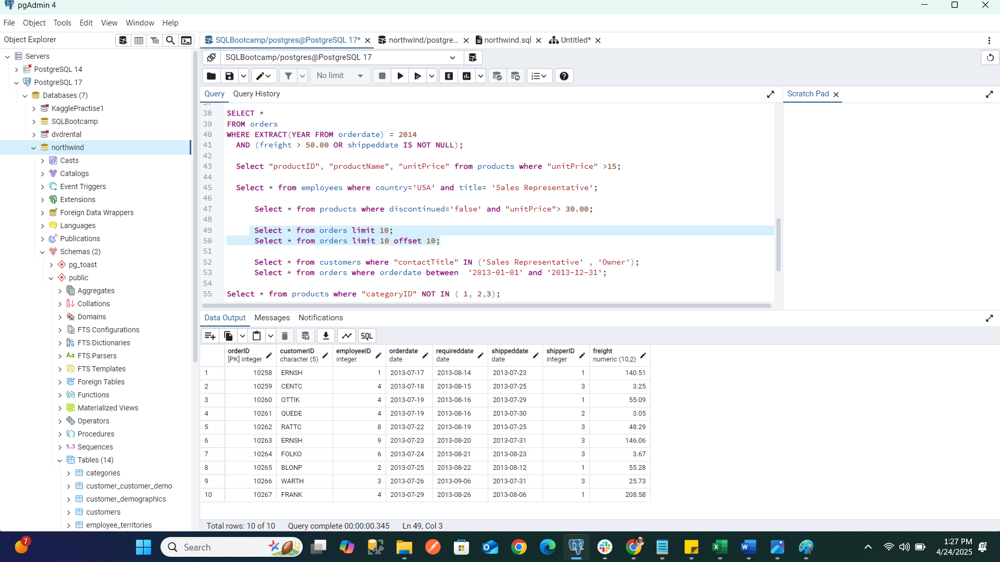 pgAdmin 4
File Object Tools Edit View Window Help
Object Explorer
SQLBootcamp/postgres@PostgreSQL 17* northwind/postgre... northwind.sql Untitled*
SQLBootcamp/postgres@PostgreSQL 17
No limit
E
Query Query History
Scratch Pad
Servers
PostgreSQL 14
PostgreSQL 17
Databases (7)
KagglePractise1
SQLBootcamp
dvdrental
northwind
Casts
Catalogs
Event Triggers
Extensions
Foreign Data Wrappers
Languages
Publications
Schemas (2)
pg_toast
public
Aggregates
Collations
Domains
FTS Configurations
FTS Dictionaries
Aa FTS Parsers
FTS Templates
Foreign Tables
Functions
Materialized Views
Operators
Procedures
1..3 Sequences
Tables (14)
categories
customer_customer_demo
customer_demographics
customers
employee_territories
37
38 SELECT *
39 FROM orders
40 WHERE EXTRACT(YEAR FROM orderdate) = 2014
41 AND (freight > 50.00 OR shippeddate IS NOT NULL);
42
43 Select "productID", "productName", "unitPrice" from products where "unitPrice" >15;
44
45 Select * from employees where country='USA' and title= 'Sales Representative';
46
47 Select * from products where discontinued='false' and "unitPrice"> 30.00;
48
49 Select * from orders limit 10;
50 Select * from orders limit 10 offset 10;
51
52 Select * from customers where "contactTitle" IN ('Sales Representative' , 'Owner');
53 Select * from orders where orderdate between '2013-01-01' and '2013-12-31';
54
55 Select * from products where "categoryID" NOT IN ( 1, 2,3);
Data Output Messages Notifications
SQL
orderID customerID employeeID orderdate requireddate shippeddate shipperID freight
[PK] integer character (5) integer date date date integer numeric (10,2)
1 10258 ERNSH 1 2013-07-17 2013-08-14 2013-07-23 1 140.51
2 10259 CENTC 4 2013-07-18 2013-08-15 2013-07-25 3 3.25
3 10260 OTTIK 4 2013-07-19 2013-08-16 2013-07-29 1 55.09
4 10261 QUEDE 4 2013-07-19 2013-08-16 2013-07-30 2 3.05
5 10262 RATTC 8 2013-07-22 2013-08-19 2013-07-25 3 48.29
6 10263 ERNSH 9 2013-07-23 2013-08-20 2013-07-31 3 146.06
7 10264 FOLKO 6 2013-07-24 2013-08-21 2013-08-23 3 3.67
8 10265 BLONP 2 2013-07-25 2013-08-22 2013-08-12 1 55.28
9 10266 WARTH 3 2013-07-26 2013-09-06 2013-07-31 3 25.73
10 10267 FRANK 4 2013-07-29 2013-08-26 2013-08-06 1 208.58
Total rows: 10 of 10 Query complete 00:00:00.345 Ln 49, Col 3
7
Search
1:27 PM
4/24/2025